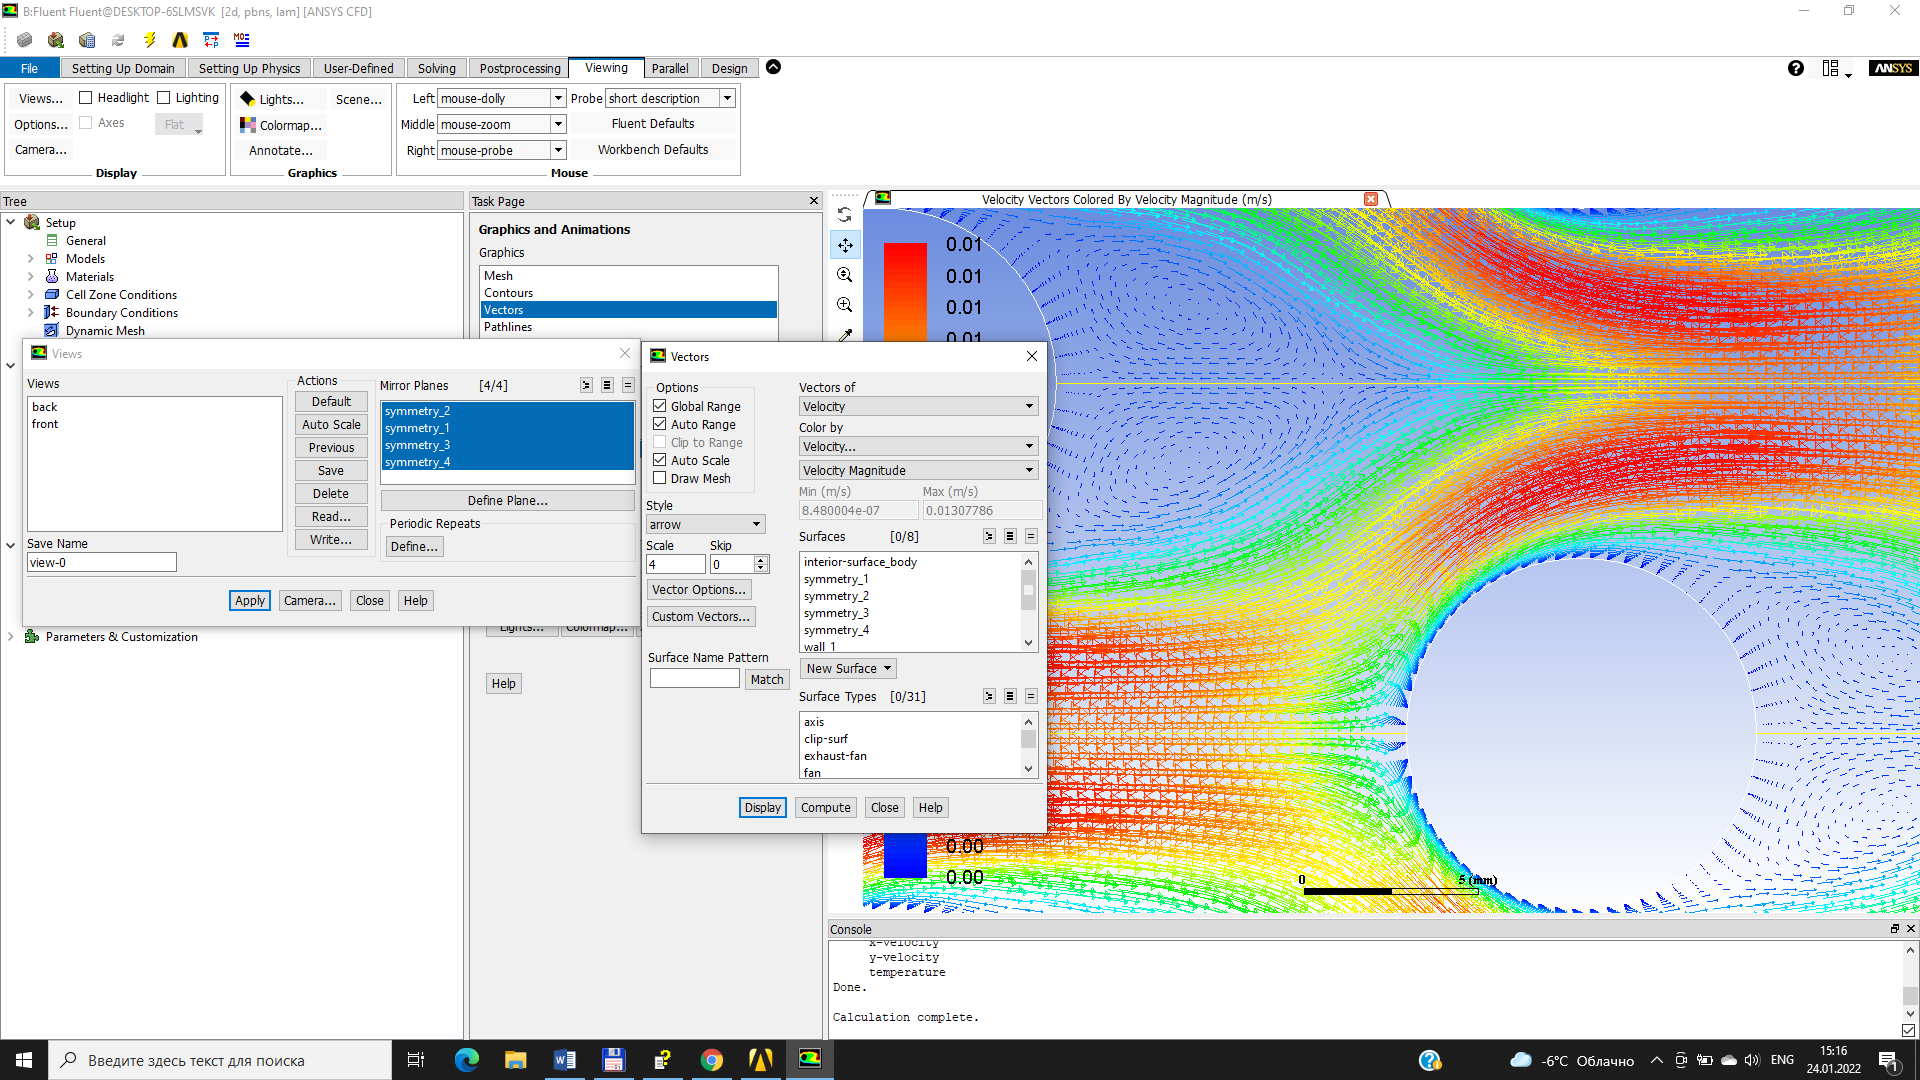 B:Fluent Fluent@DESKTOP-6SLMSVK [2d, pbns, lam] [ANSYS CFD]
File
Setting Up Domain
Setting Up Physics
User-Defined
Solving
Postprocessing
Viewing
Parallel
Design
ANSYS
Views...
Headlight
Lighting
Options...
Axes
Flat
Camera...
Display
Lights...
Scene...
Colormap...
Annotate...
Graphics
Left mouse-dolly
Probe short description
Middle mouse-zoom
Fluent Defaults
Right mouse-probe
Workbench Defaults
Mouse
Tree
Setup
General
Models
Materials
Cell Zone Conditions
Boundary Conditions
Dynamic Mesh
Parameters & Customization
Task Page
Graphics and Animations
Graphics
Mesh
Contours
Vectors
Pathlines
Lights...
Colormap...
Help
Views
Views
back
front
Save Name
view-0
Actions
Default
Auto Scale
Previous
Save
Delete
Read...
Write...
Mirror Planes [4/4]
symmetry_2
symmetry_1
symmetry_3
symmetry_4
Define Plane...
Periodic Repeats
Define...
Apply
Camera...
Close
Help
Vectors
Options
Global Range
Auto Range
Clip to Range
Auto Scale
Draw Mesh
Style
arrow
Scale
Skip
4
0
Vector Options...
Custom Vectors...
Surface Name Pattern
Match
Vectors of
Velocity
Color by
Velocity...
Velocity Magnitude
Min (m/s)
Max (m/s)
8.480004e-07
0.01307786
Surfaces [0/8]
interior-surface_body
symmetry_1
symmetry_2
symmetry_3
symmetry_4
wall_1
New Surface
Surface Types [0/31]
axis
clip-surf
exhaust-fan
fan
Display
Compute
Close
Help
Velocity Vectors Colored By Velocity Magnitude (m/s)
0.01
0.01
0.01
0.01
0.00
0.00
0
5 (mm)
Console
x-velocity
y-velocity
temperature
Done.
Calculation complete.
Введите здесь текст для поиска
-6°C Облачно
ENG
15:16
24.01.2022
1